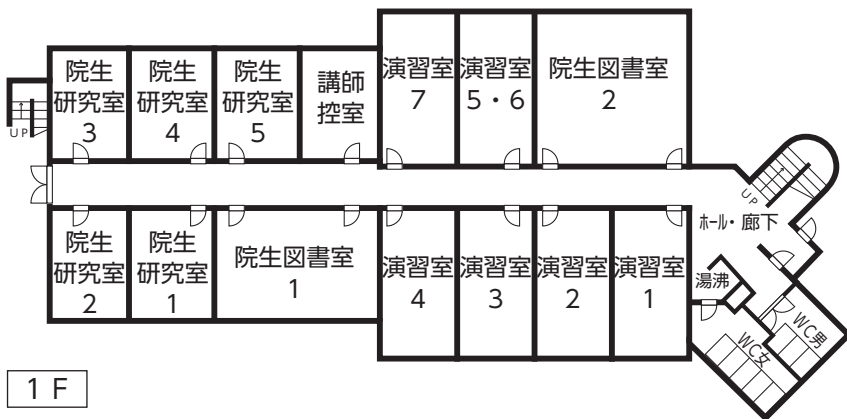 院生
研究室
3
院生
研究室
4
院生
研究室
5
講師
控室
演習室
7
演習室
5・6
院生図書室
2
UP
UP
ホール・廊下
院生
研究室
2
院生
研究室
1
院生図書室
1
演習室
4
演習室
3
演習室
2
演習室
1
湯沸
WC男
WC女
1F